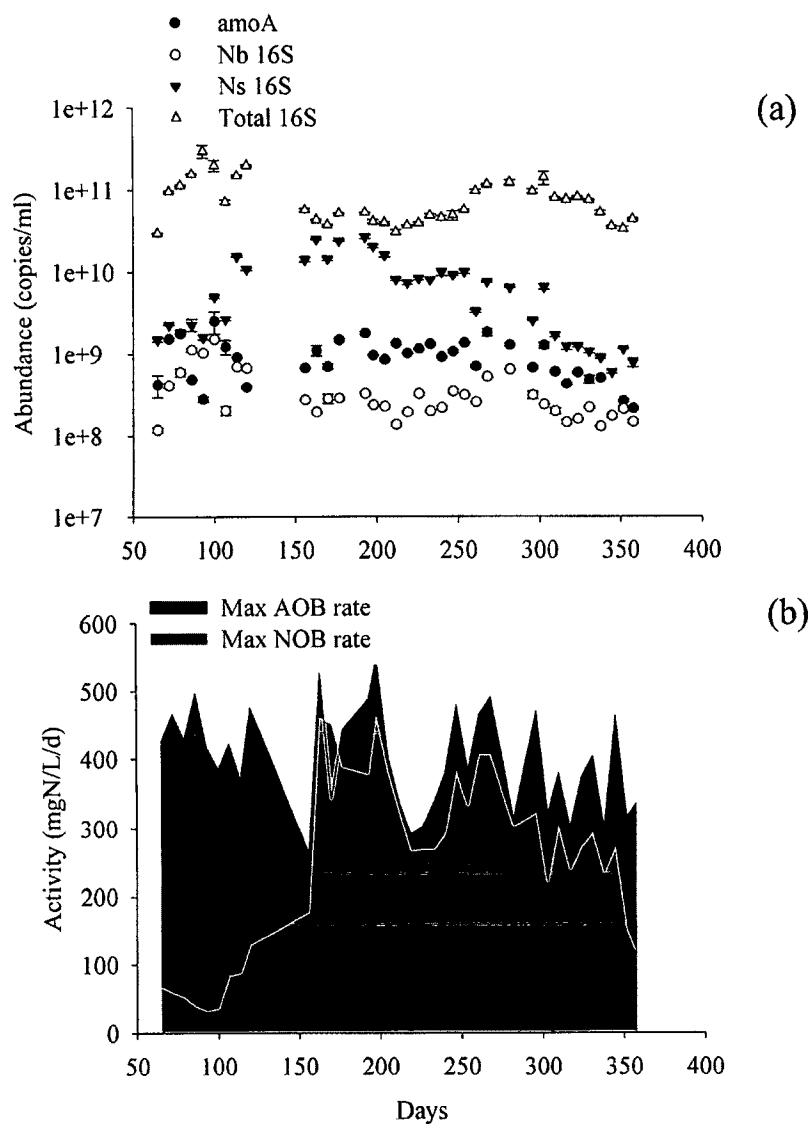 amoA
Nb 16S
Ns 16S
Total 16S
(a)
1e+12
1e+11
1e+10
1e+9
1e+8
1e+7
Abundance (copies/ml)
50 100 150 200 250 300 350 400
Max AOB rate
Max NOB rate
(b)
600
500
400
300
200
100
0
Activity (mgN/L/d)
50 100 150 200 250 300 350 400
Days